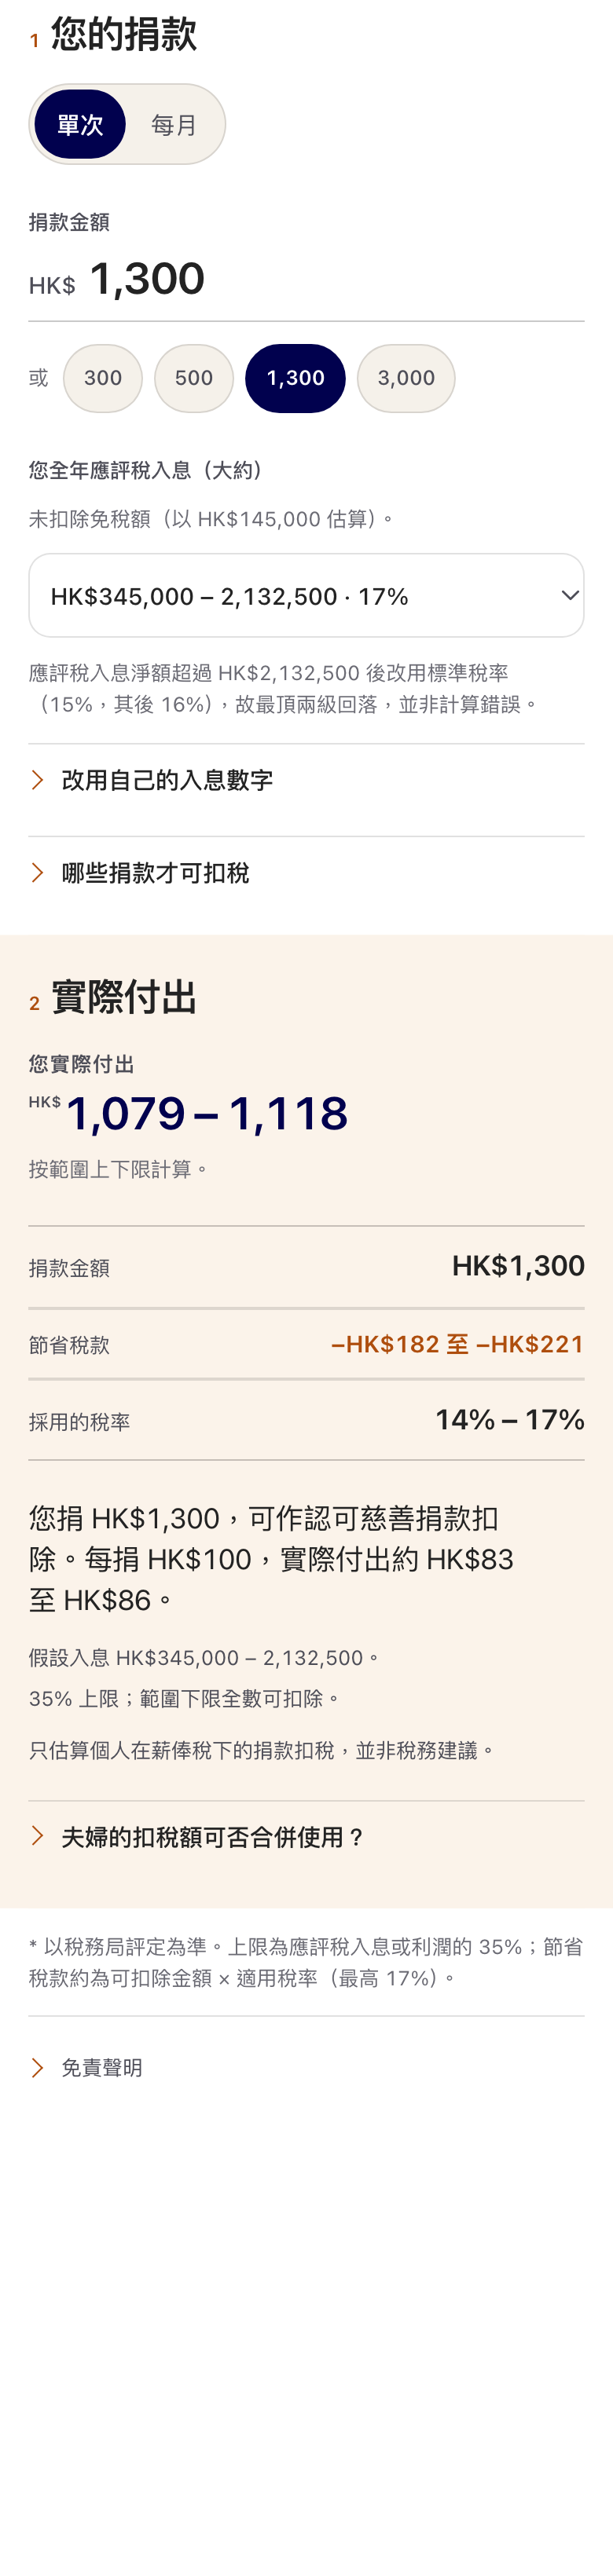 1 您的捐款
單次 每月
捐款金額
HK$ 1,300
或 300 500 1,300 3,000
您全年應評稅入息（大約）
未扣除免稅額（以 HK$145,000 估算）。
HK$345,000 – 2,132,500 · 17%
應評稅入息淨額超過 HK$2,132,500 後改用標準稅率
（15%，其後 16%），故最頂兩級回落，並非計算錯誤。
改用自己的入息數字
哪些捐款才可扣稅
2 實際付出
您實際付出
HK$ 1,079 – 1,118
按範圍上下限計算。
捐款金額 HK$1,300
節省稅款 –HK$182 至 –HK$221
採用的稅率 14% – 17%
您捐 HK$1,300，可作認可慈善捐款扣
除。每捐 HK$100，實際付出約 HK$83
至 HK$86。
假設入息 HK$345,000 – 2,132,500。
35% 上限；範圍下限全數可扣除。
只估算個人在薪俸稅下的捐款扣稅，並非稅務建議。
夫婦的扣稅額可否合併使用？
* 以稅務局評定為準。上限為應評稅入息或利潤的 35%；節省
稅款約為可扣除金額 × 適用稅率（最高 17%）。
免責聲明